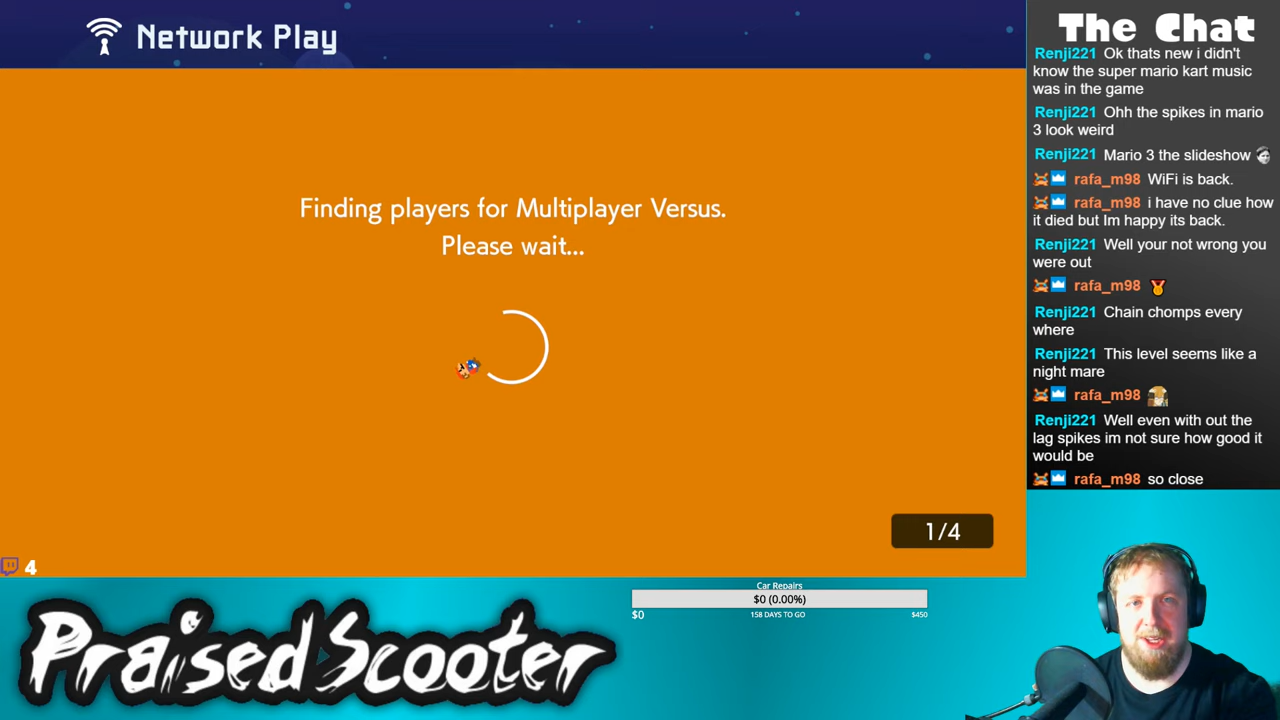 Network Play
Finding players for Multiplayer Versus.
Please wait...
1/4
4
The Chat
Renji221 Ok thats new i didn't
know the super mario kart music
was in the game
Renji221 Ohh the spikes in mario
3 look weird
Renji221 Mario 3 the slideshow
rafa_m98 WiFi is back.
rafa_m98 i have no clue how
it died but Im happy its back.
Renji221 Well your not wrong you
were out
rafa_m98
Renji221 Chain chomps every
where
Renji221 This level seems like a
night mare
rafa_m98
Renji221 Well even with out the
lag spikes im not sure how good it
would be
rafa_m98 so close
Car Repairs
$0 (0.00%)
$0 158 DAYS TO GO $450
PraisedScooter